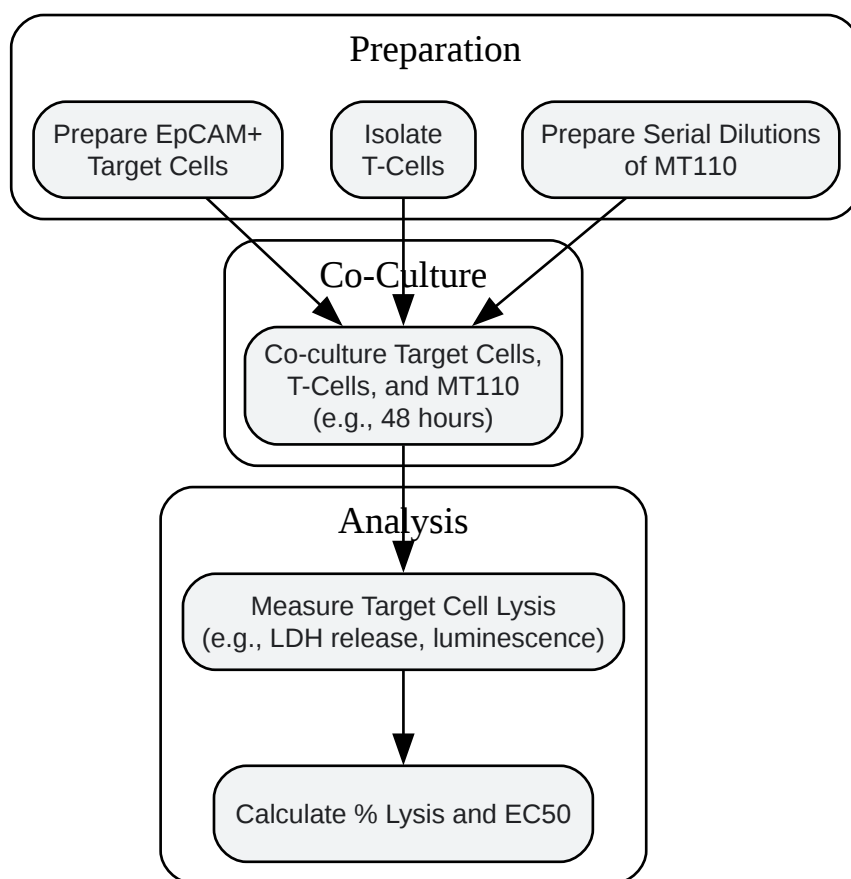 Preparation
Prepare EpCAM+
Target Cells
Isolate
T-Cells
Prepare Serial Dilutions
of MT110
Co-Culture
Co-culture Target Cells,
T-Cells, and MT110
(e.g., 48 hours)
Analysis
Measure Target Cell Lysis
(e.g., LDH release, luminescence)
Calculate % Lysis and EC50